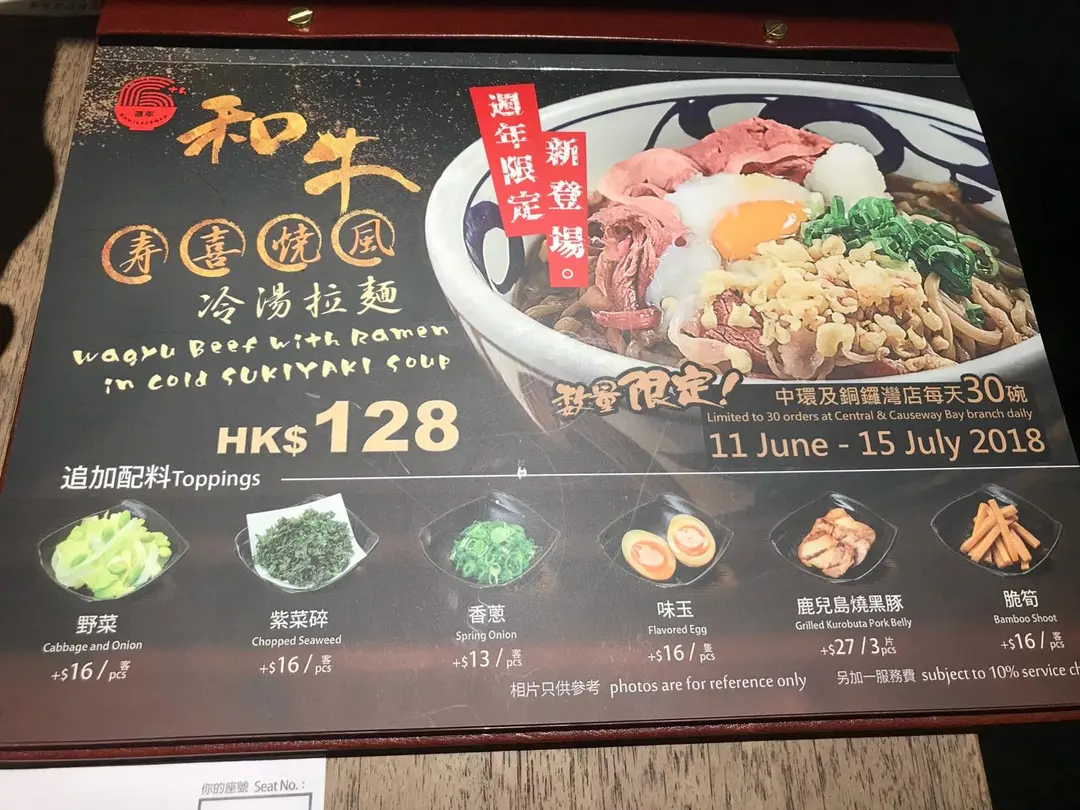 週年
和牛
寿喜焼風
冷湯拉麵
Wagyu Beef with Ramen
in cold SUKIYAKI soup
HK$128
週年限定
新登場。
数量限定!
中環及銅鑼灣店每天30碗
Limited to 30 orders at Central & Causeway Bay branch daily
11 June - 15 July 2018
追加配料Toppings
野菜
Cabbage and Onion
+$16 / 客 pcs
紫菜碎
Chopped Seaweed
+$16 / 客 pcs
香蔥
Spring Onion
+$13 / 客 pcs
味玉
Flavored Egg
+$16 / 隻 pcs
鹿兒島燒黑豚
Grilled Kurobuta Pork Belly
+$27 / 3片 pcs
脆筍
Bamboo Shoot
+$16 / 客 pcs
相片只供參考 photos are for reference only
另加一服務費 subject to 10% service ch
你的座號 Seat No. :